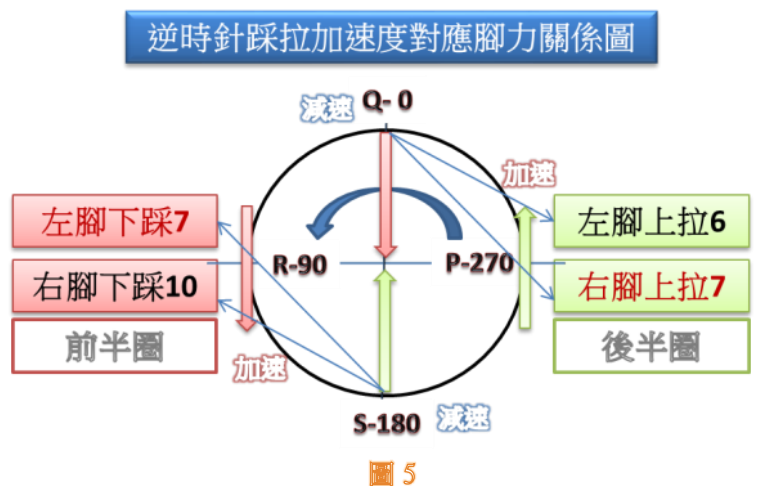 逆時針踩拉加速度對應腳力關係圖
減速
Q- 0
加速
左腳下踩7
左腳上拉6
R-90
P-270
右腳下踩10
右腳上拉7
前半圈
後半圈
加速
S-180
減速
圖 5